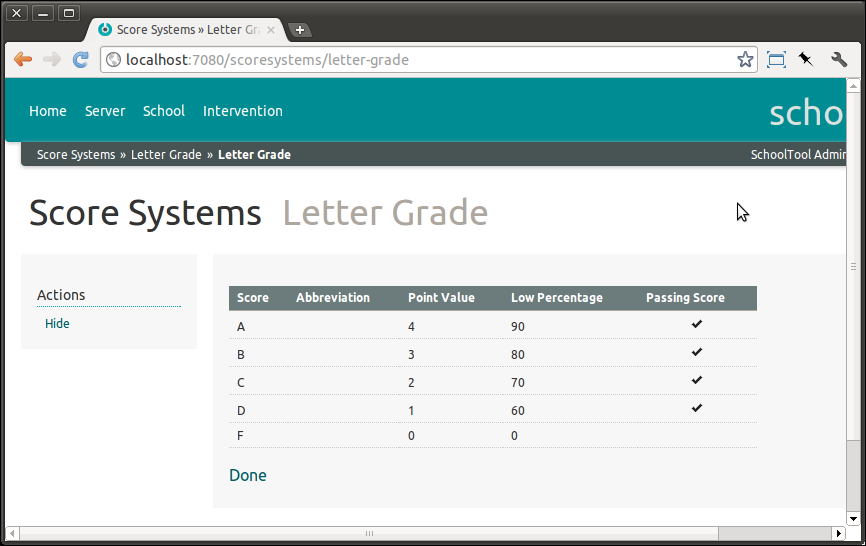 Score Systems » Letter Gra
localhost:7080/scoresystems/letter-grade
Home Server School Intervention
scho
Score Systems » Letter Grade » Letter Grade
SchoolTool Admin
Score Systems Letter Grade
Actions
Hide
Score Abbreviation Point Value Low Percentage Passing Score
A 4 90
B 3 80
C 2 70
D 1 60
F 0 0
Done